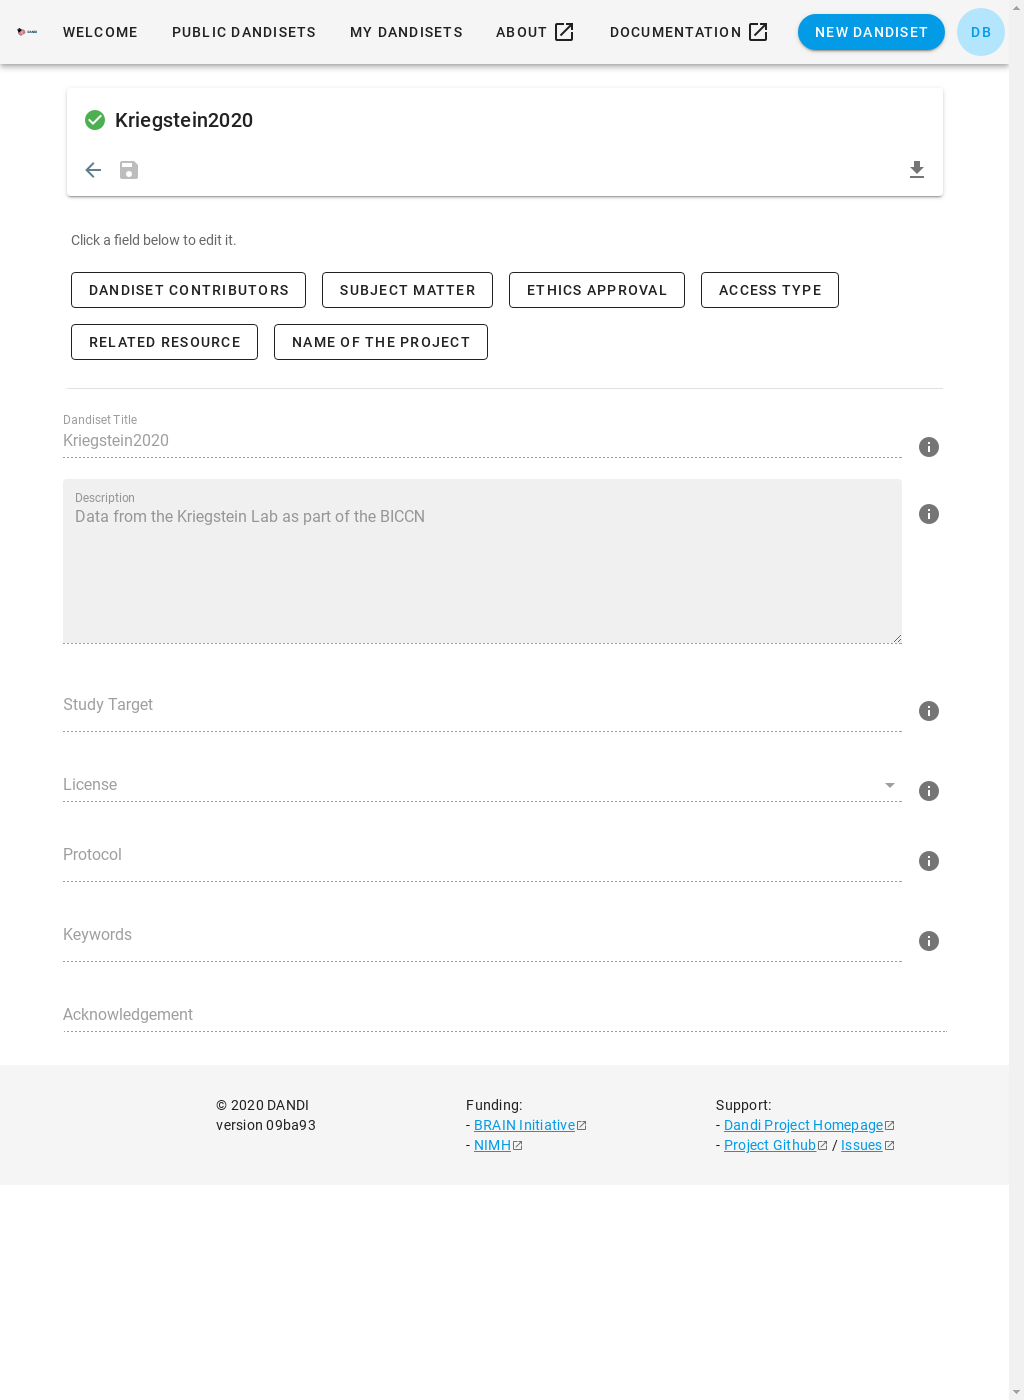 WELCOME PUBLIC DANDISETS MY DANDISETS ABOUT DOCUMENTATION NEW DANDISET DB
Kriegstein2020
Click a field below to edit it.
DANDISET CONTRIBUTORS SUBJECT MATTER ETHICS APPROVAL ACCESS TYPE
RELATED RESOURCE NAME OF THE PROJECT
Dandiset Title
Kriegstein2020
Description
Data from the Kriegstein Lab as part of the BICCN
Study Target
License
Protocol
Keywords
Acknowledgement
© 2020 DANDI
version 09ba93
Funding:
- BRAIN Initiative
- NIMH
Support:
- Dandi Project Homepage
- Project Github / Issues